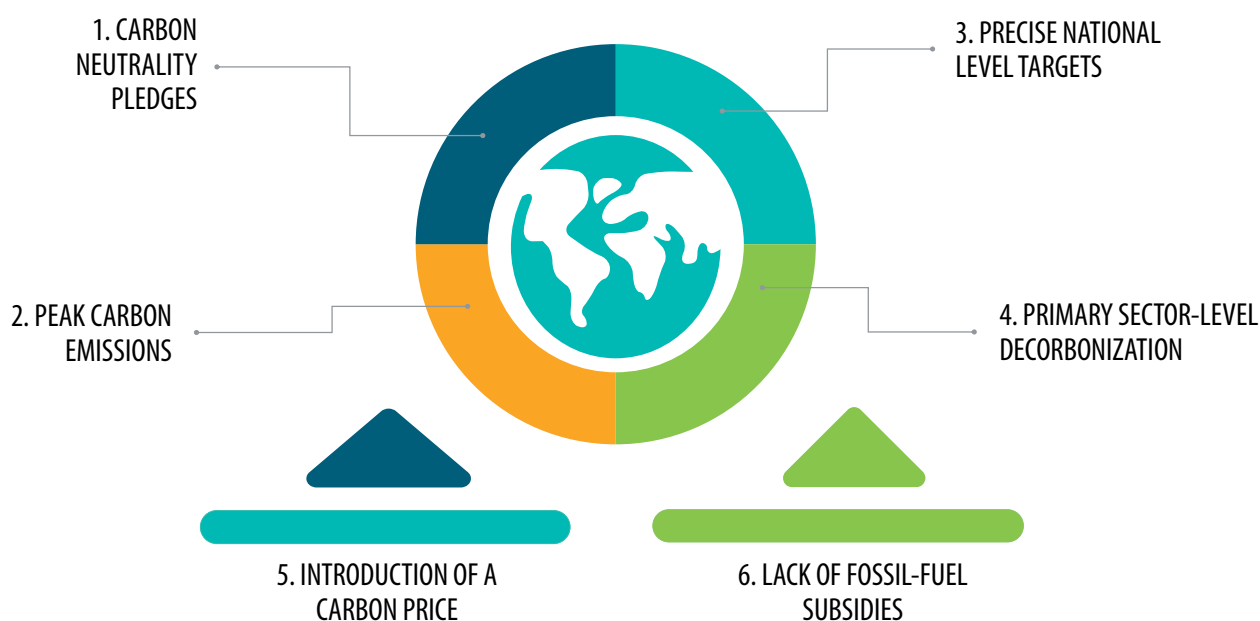 1. CARBON
NEUTRALITY
PLEDGES
2. PEAK CARBON
EMISSIONS
3. PRECISE NATIONAL
LEVEL TARGETS
4. PRIMARY SECTOR-LEVEL
DECORBONIZATION
5. INTRODUCTION OF A
CARBON PRICE
6. LACK OF FOSSIL-FUEL
SUBSIDIES